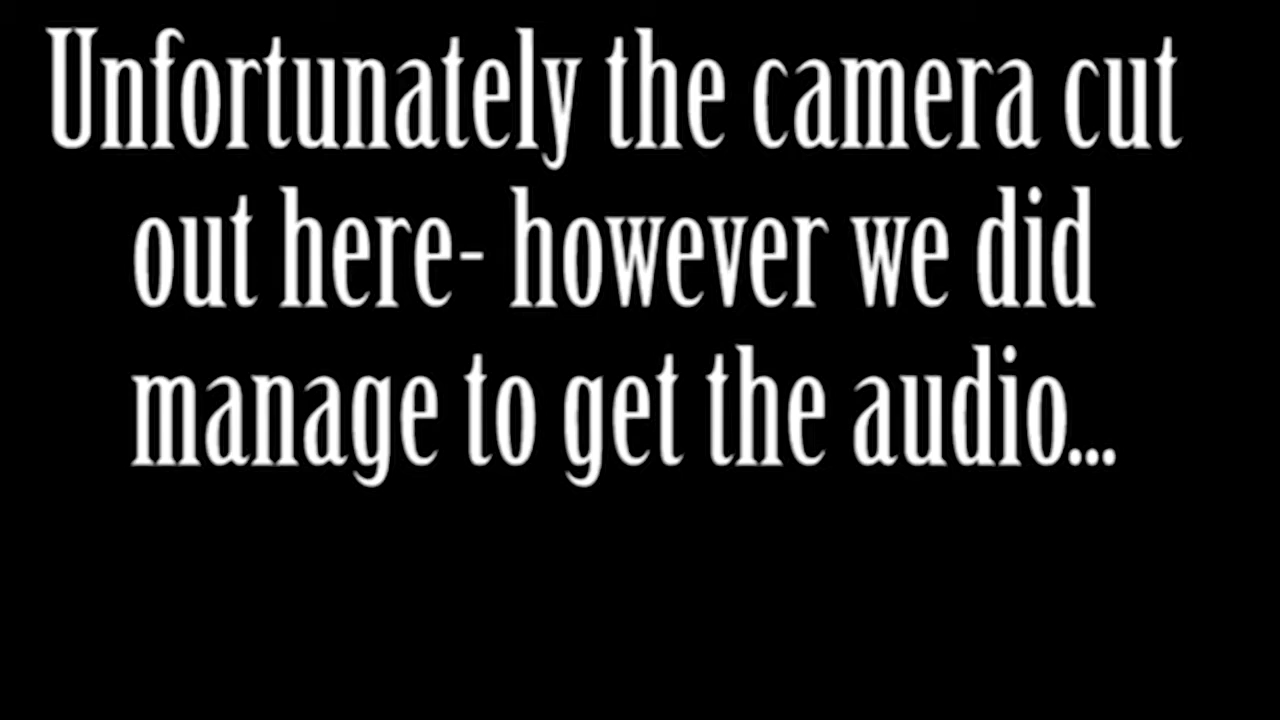 Unfortunately the camera cut
out here- however we did
manage to get the audio...